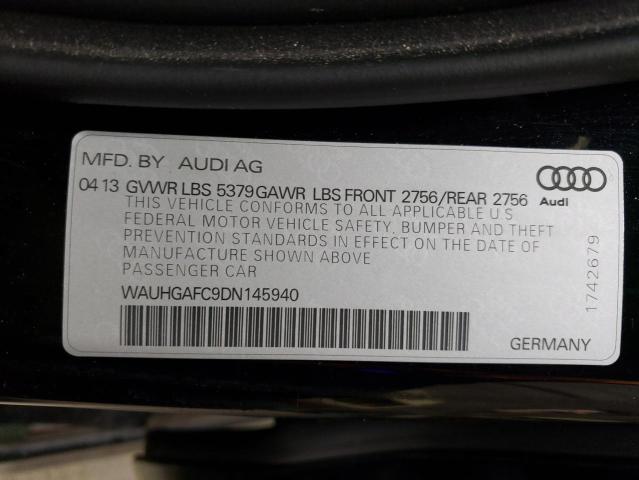 MFD. BY AUDI AG
04 13 GVWR LBS 5379 GAWR LBS FRONT 2756/REAR 2756
THIS VEHICLE CONFORMS TO ALL APPLICABLE U.S
FEDERAL MOTOR VEHICLE SAFETY, BUMPER AND THEFT
PREVENTION STANDARDS IN EFFECT ON THE DATE OF
MANUFACTURE SHOWN ABOVE
PASSENGER CAR
WAUHGAFC9DN145940
Audi
1742679
GERMANY